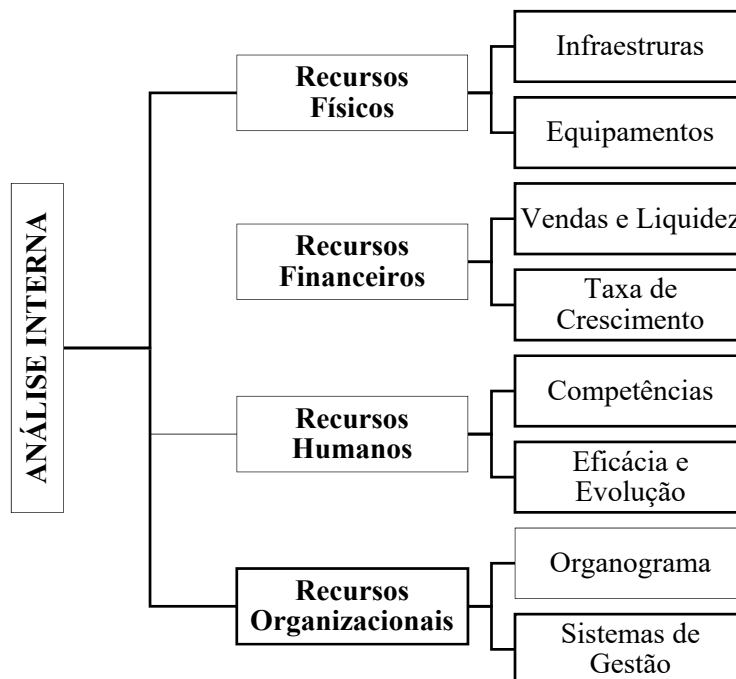 ANÁLISE INTERNA
Recursos
Físicos
Infraestruras
Equipamentos
Recursos
Financeiros
Vendas e Liquidez
Taxa de
Crescimento
Recursos
Humanos
Competências
Eficácia e
Evolução
Recursos
Organizacionais
Organograma
Sistemas de
Gestão